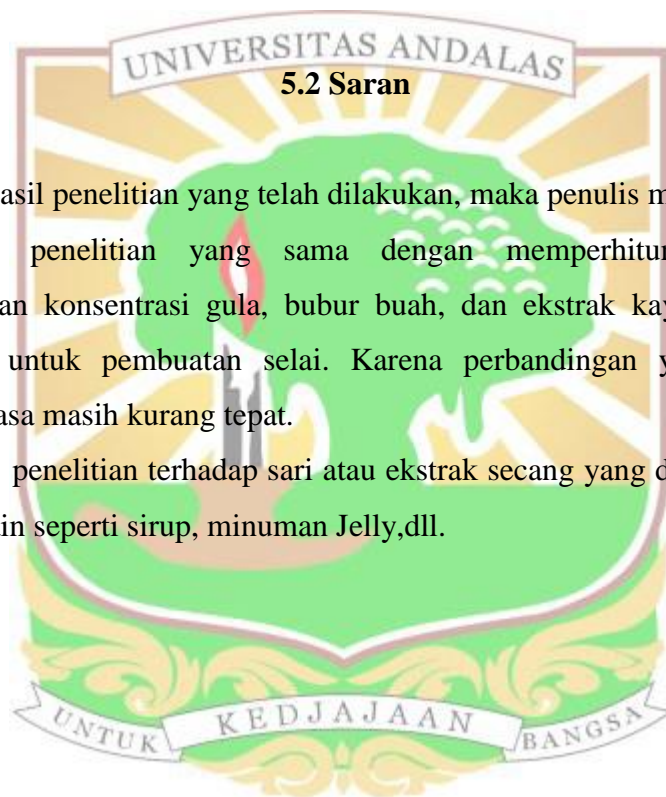 UNIVERSITAS ANDALAS
5.2 Saran
asil penelitian yang telah dilakukan, maka penulis m
penelitian yang sama dengan memperhitun
an konsentrasi gula, bubur buah, dan ekstrak kay
untuk pembuatan selai. Karena perbandingan y
asa masih kurang tepat.
penelitian terhadap sari atau ekstrak secang yang d
in seperti sirup, minuman Jelly,dll.
UNTUK KEDJAJAAN BANGSA